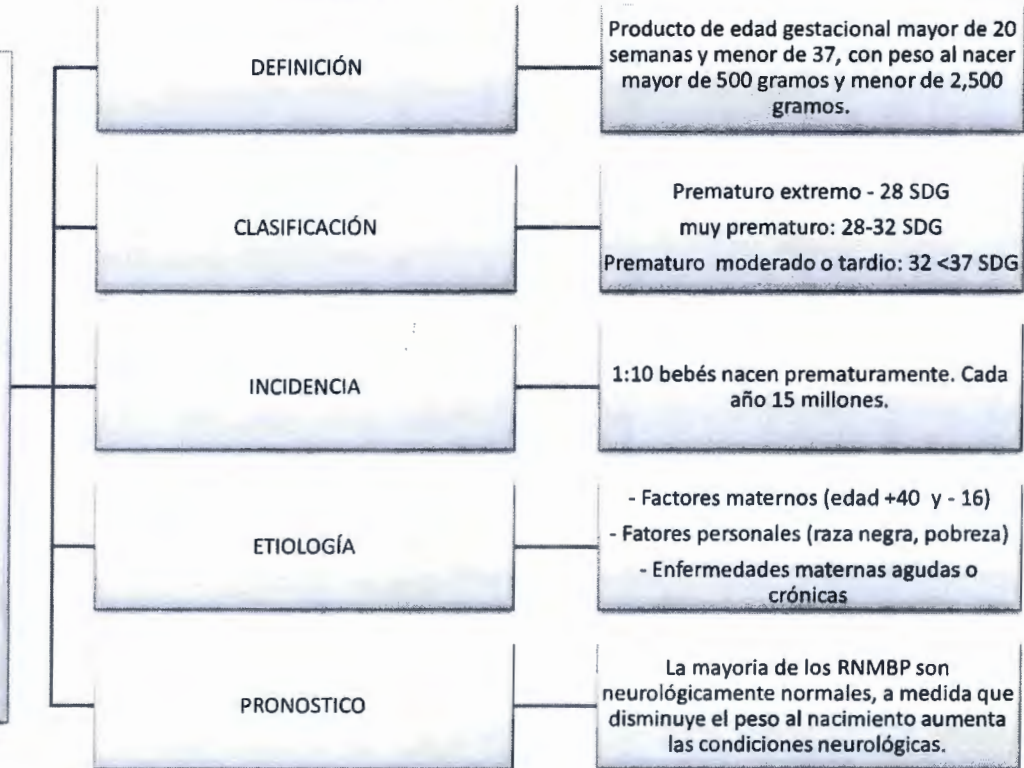 DEFINICIÓN
Producto de edad gestacional mayor de 20
semanas y menor de 37, con peso al nacer
mayor de 500 gramos y menor de 2,500
gramos.
CLASIFICACIÓN
Prematuro extremo - 28 SDG
muy prematuro: 28-32 SDG
Prematuro moderado o tardio: 32 <37 SDG
INCIDENCIA
1:10 bebés nacen prematuramente. Cada
año 15 millones.
ETIOLOGÍA
- Factores maternos (edad +40 y - 16)
- Fatores personales (raza negra, pobreza)
- Enfermedades maternas agudas o
crónicas
PRONOSTICO
La mayoria de los RNMBP son
neurológicamente normales, a medida que
disminuye el peso al nacimiento aumenta
las condiciones neurológicas.